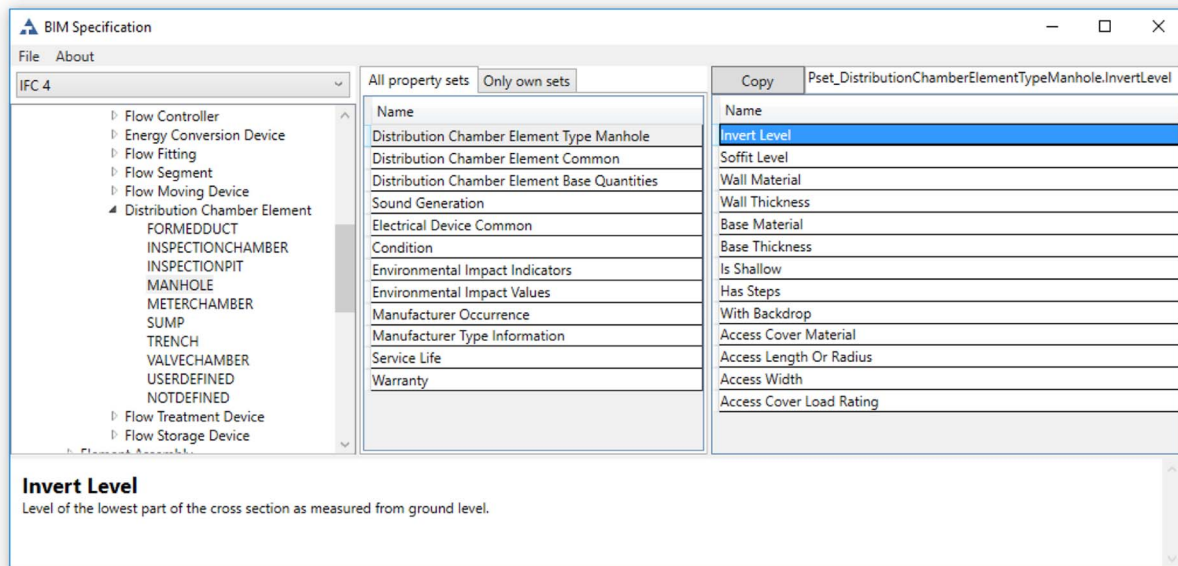 BIM Specification
File About
IFC 4
Flow Controller
Energy Conversion Device
Flow Fitting
Flow Segment
Flow Moving Device
Distribution Chamber Element
FORMEDDUCT
INSPECTIONCHAMBER
INSPECTIONPIT
MANHOLE
METERCHAMBER
SUMP
TRENCH
VALVECHAMBER
USERDEFINED
NOTDEFINED
Flow Treatment Device
Flow Storage Device
Element Assembly
All property sets Only own sets
Name
Distribution Chamber Element Type Manhole
Distribution Chamber Element Common
Distribution Chamber Element Base Quantities
Sound Generation
Electrical Device Common
Condition
Environmental Impact Indicators
Environmental Impact Values
Manufacturer Occurrence
Manufacturer Type Information
Service Life
Warranty
Copy Pset_DistributionChamberElementTypeManhole.InvertLevel
Name
Invert Level
Soffit Level
Wall Material
Wall Thickness
Base Material
Base Thickness
Is Shallow
Has Steps
With Backdrop
Access Cover Material
Access Length Or Radius
Access Width
Access Cover Load Rating
Invert Level
Level of the lowest part of the cross section as measured from ground level.